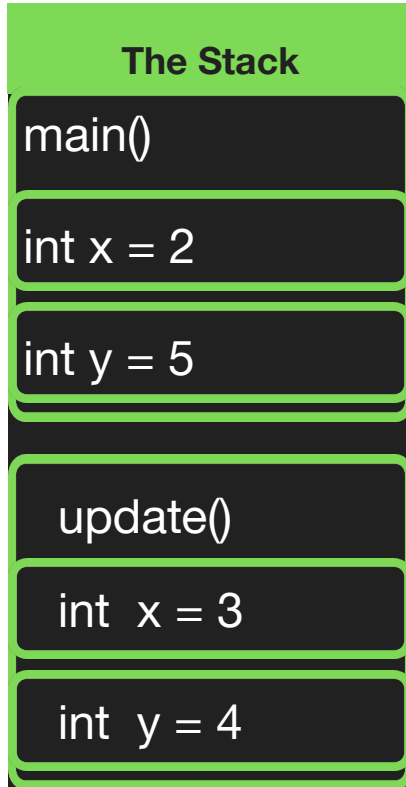 The Stack
main()
int x = 2
int y = 5
update()
int x = 3
int y = 4